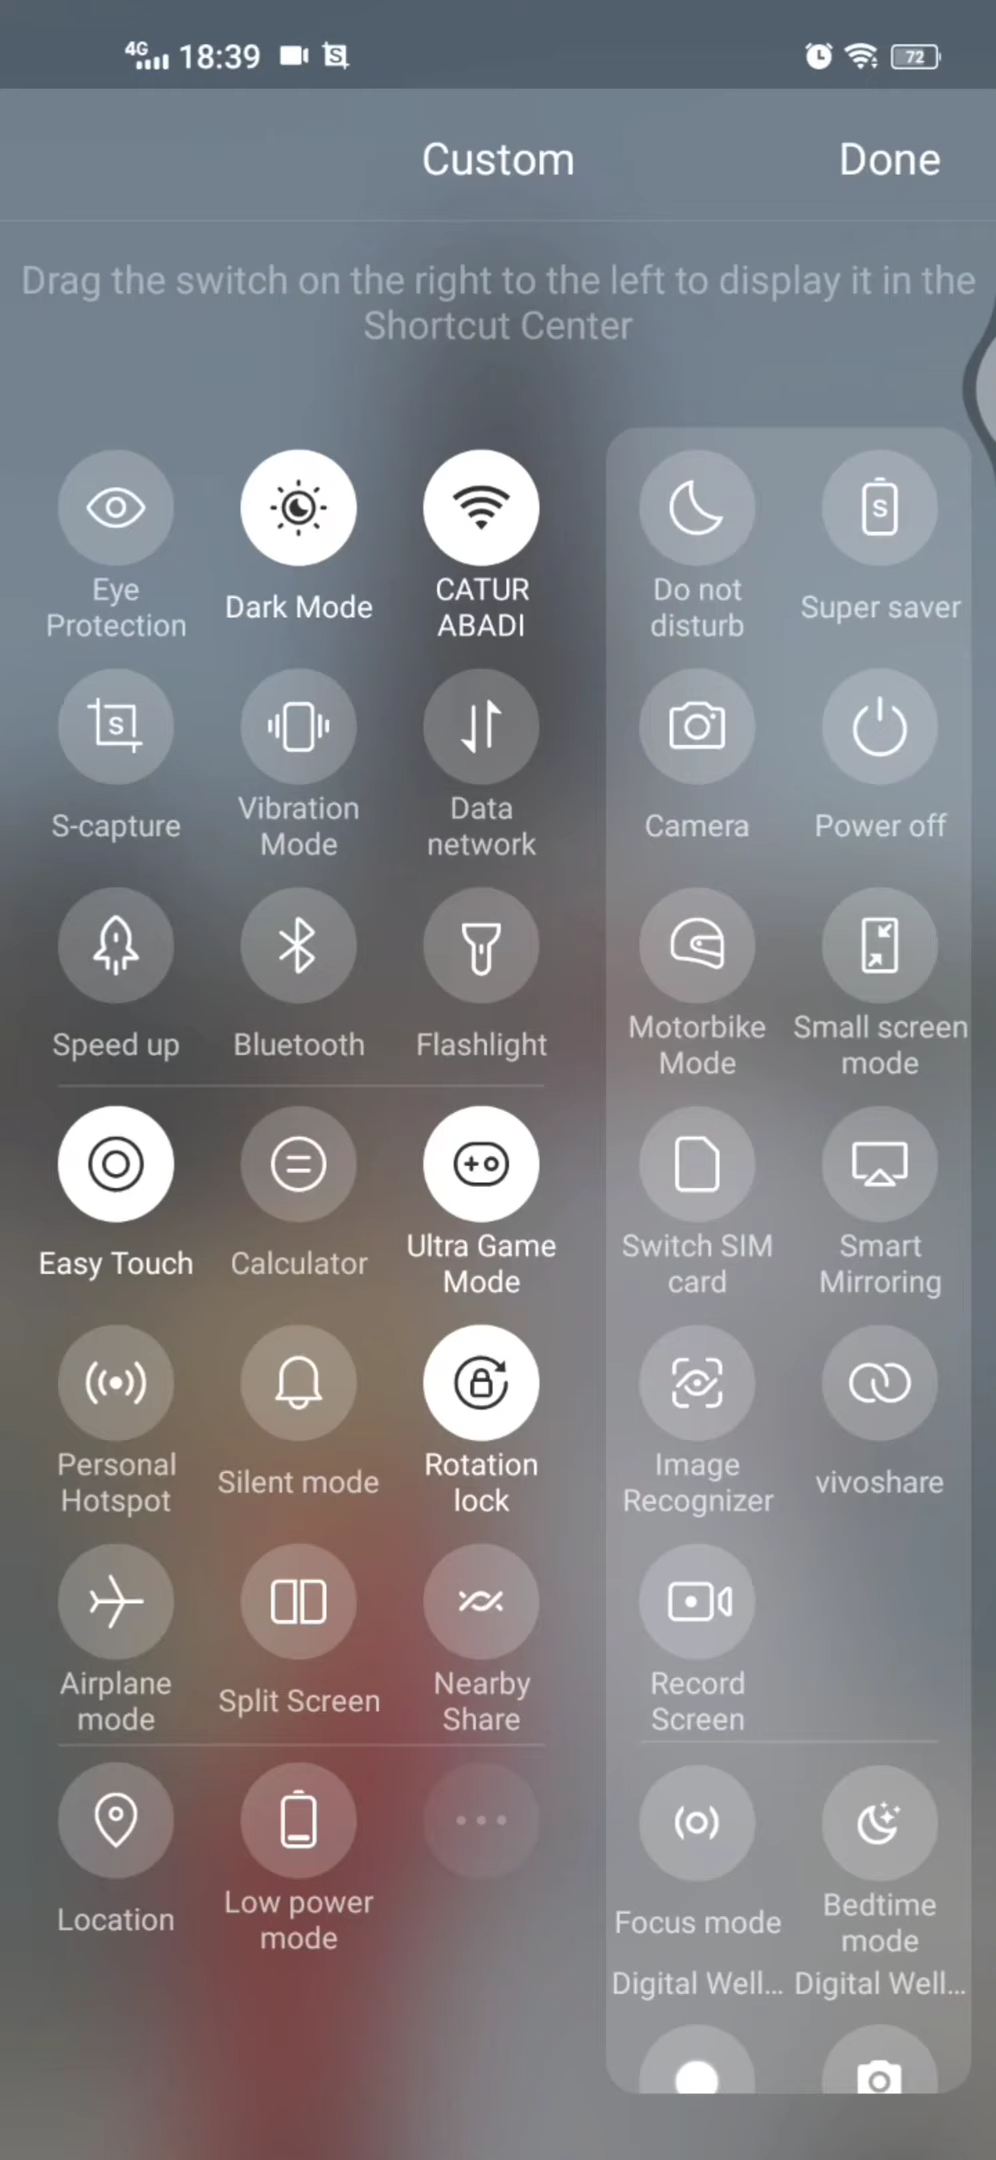 4G 18:39 S 72
Custom Done
Drag the switch on the right to the left to display it in the
Shortcut Center
Eye
Protection
Dark Mode
CATUR
ABADI
Do not
disturb
S
Super saver
S
S-capture
Vibration
Mode
Data
network
Camera
Power off
Speed up
Bluetooth
Flashlight
Motorbike
Mode
Small screen
mode
Easy Touch
Calculator
Ultra Game
Mode
Switch SIM
card
Smart
Mirroring
Personal
Hotspot
Silent mode
Rotation
lock
Image
Recognizer
vivoshare
Airplane
mode
Split Screen
Nearby
Share
Record
Screen
Location
Low power
mode
Focus mode
Digital Well...
Bedtime
mode
Digital Well...